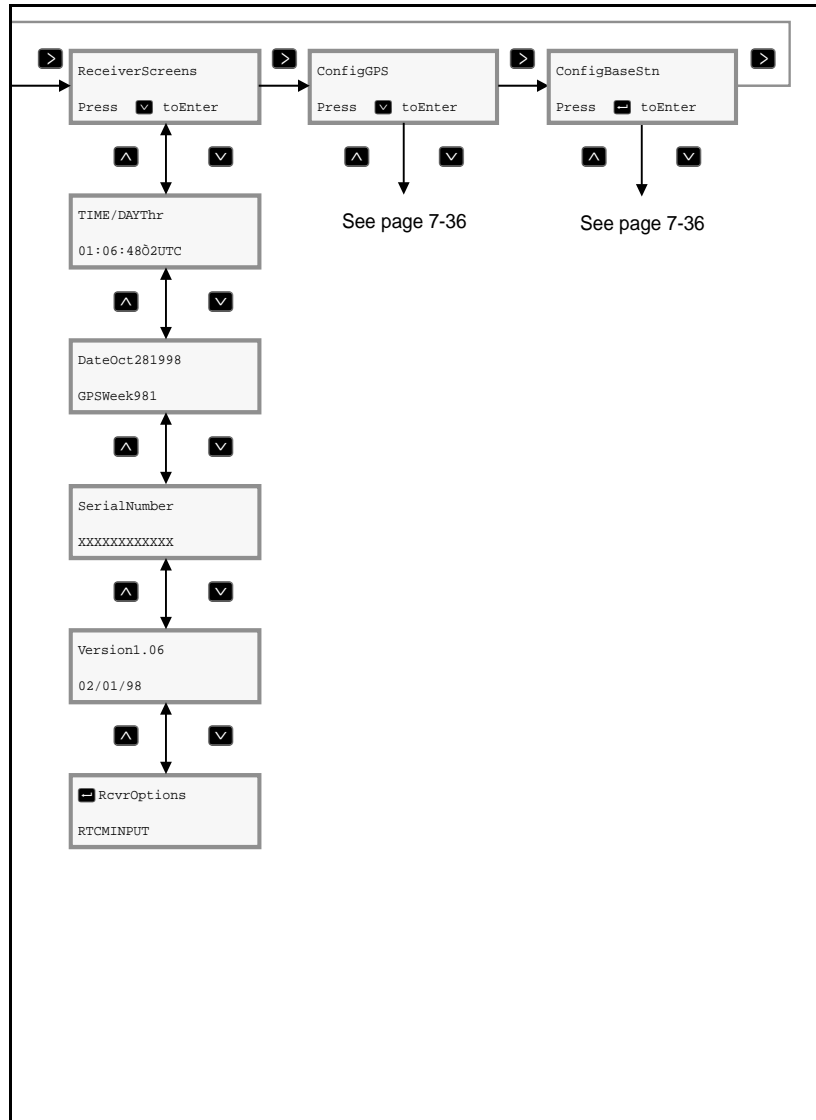 ReceiverScreens
Press toEnter
ConfigGPS
Press toEnter
ConfigBaseStn
Press toEnter
See page 7-36
See page 7-36
TIME/DAYThr
01:06:48Õ2UTC
DateOct281998
GPSWeek981
SerialNumber
XXXXXXXXXXXX
Version1.06
02/01/98
RcvrOptions
RTCMINPUT